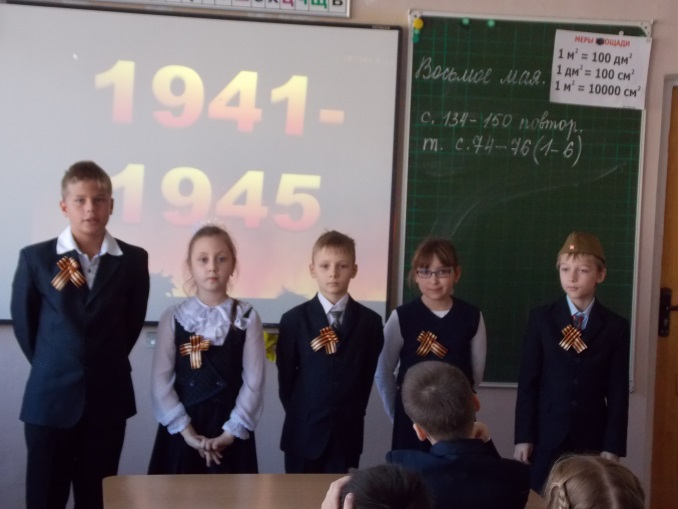 Х Ц Ч Щ Ъ
1941-
1945
Восьмое мая.
с. 134-150 повтор.
т. с. 74-76 (1-6)
МЕРЫ ПЛОЩАДИ
1 м² = 100 дм²
1 дм² = 100 см²
1 м² = 10000 см²